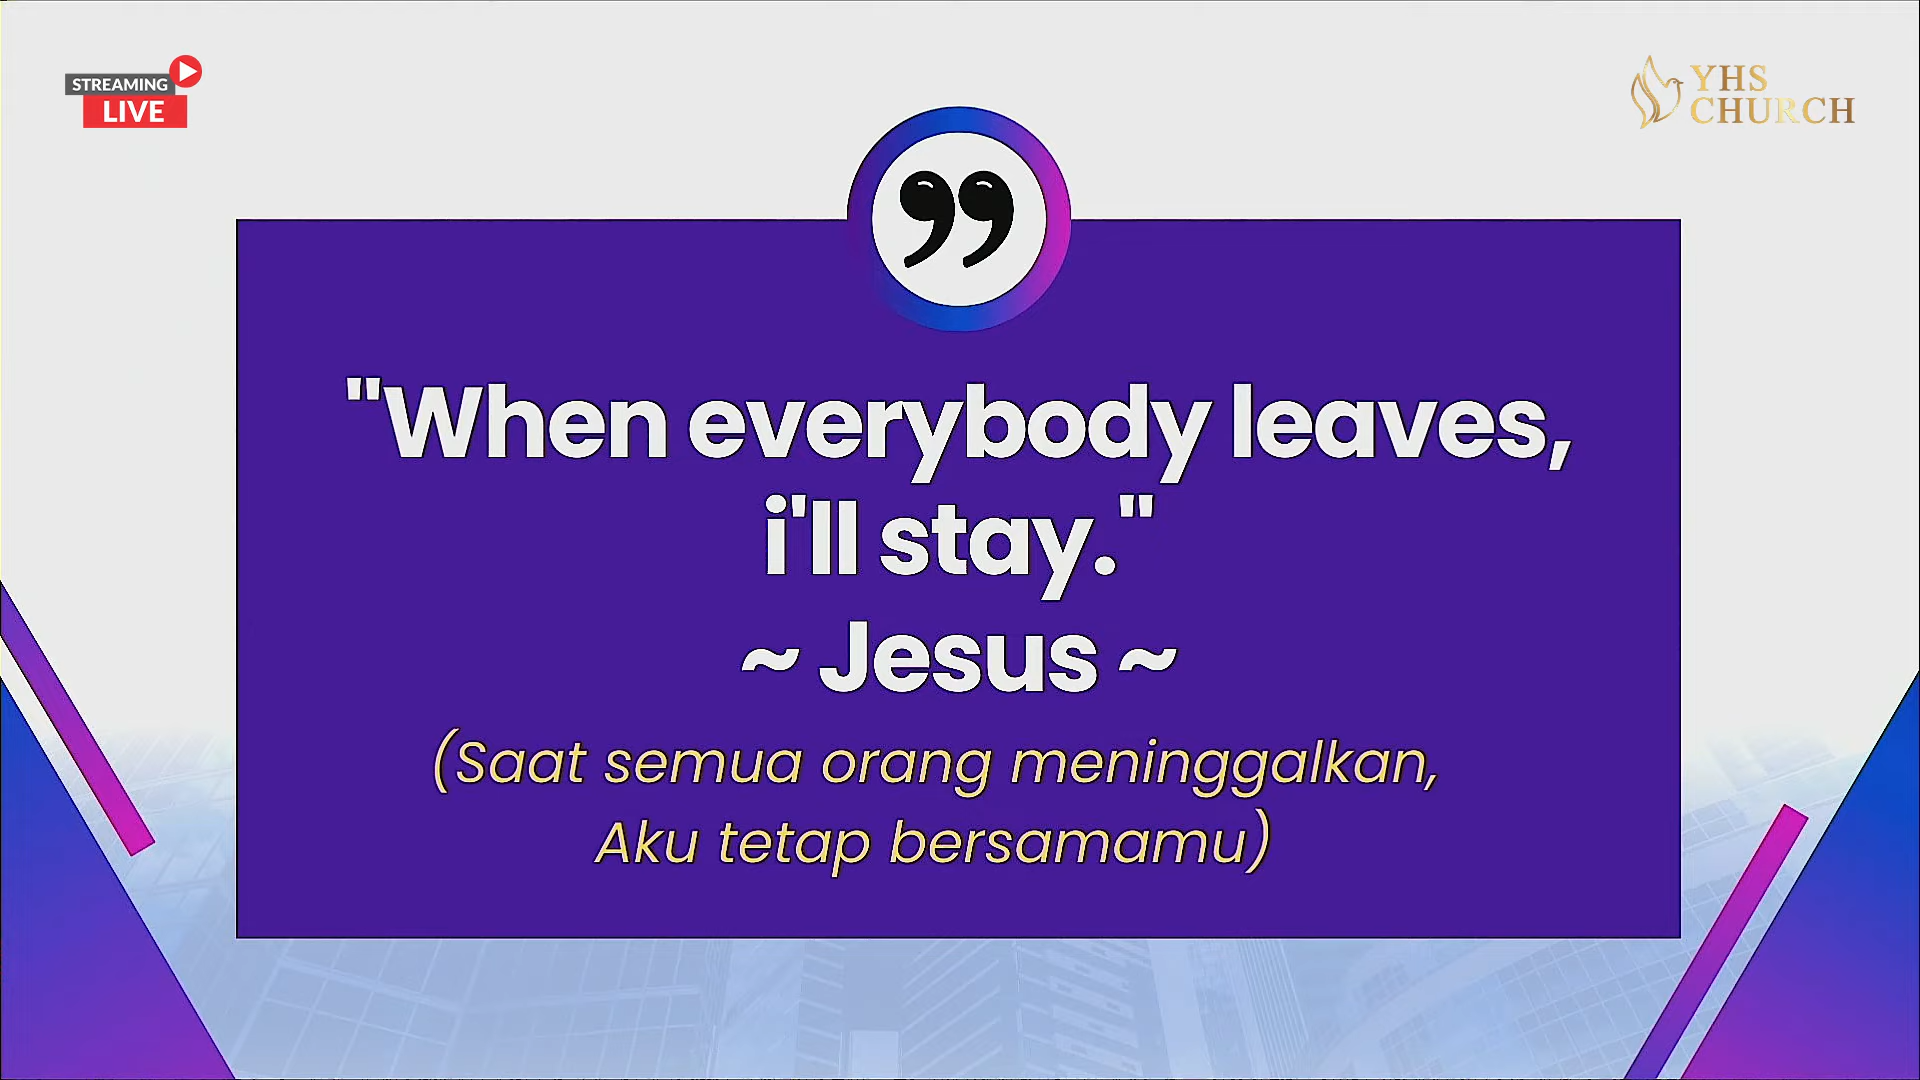 STREAMING
LIVE
YHS
CHURCH
"When everybody leaves,
i'll stay."
~ Jesus ~
(Saat semua orang meninggalkan,
Aku tetap bersamamu)